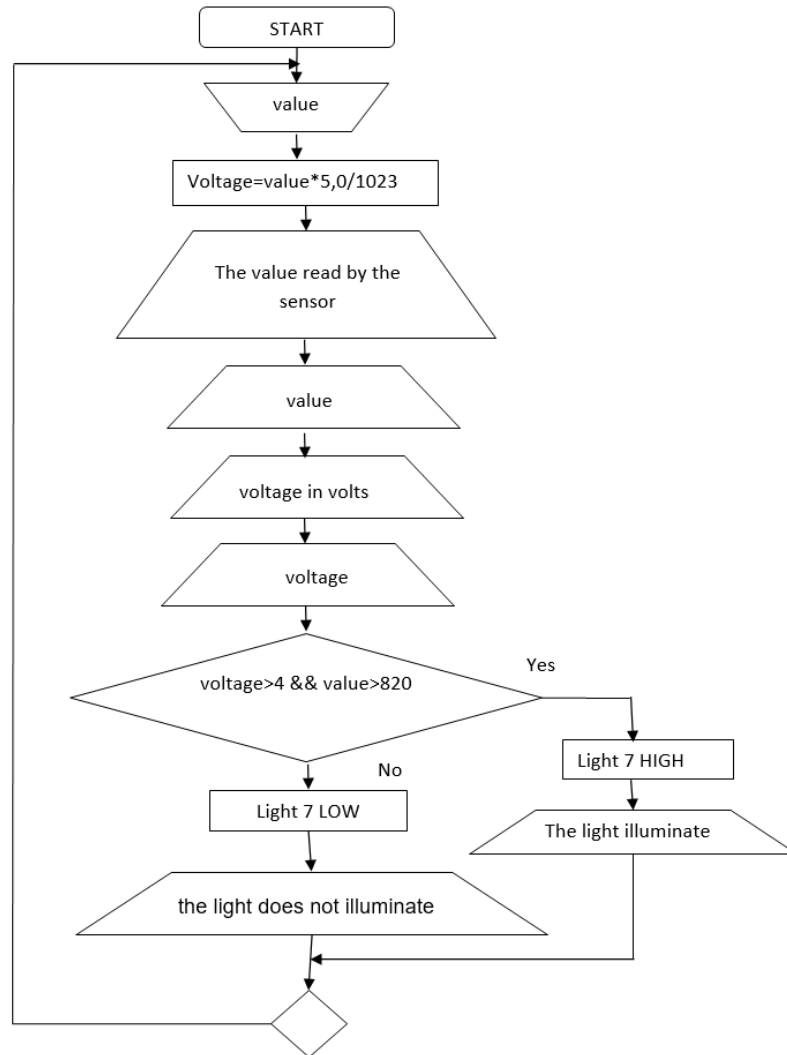 START
value
Voltage=value*5,0/1023
The value read by the
sensor
value
voltage in volts
voltage
voltage>4 && value>820
Yes
No
Light 7 HIGH
Light 7 LOW
The light illuminate
the light does not illuminate